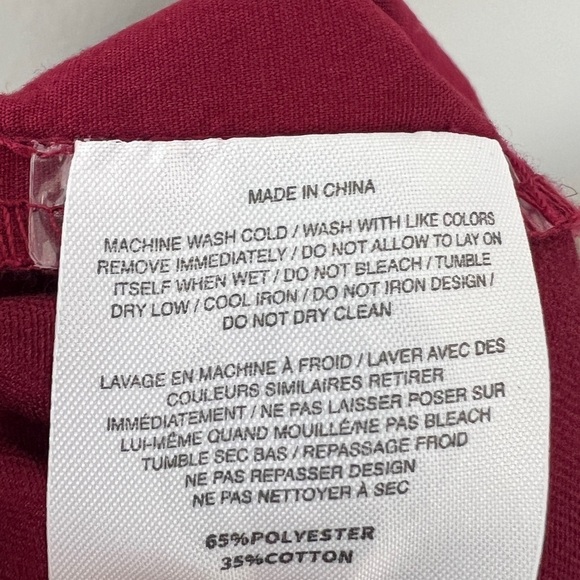 MADE IN CHINA
MACHINE WASH COLD / WASH WITH LIKE COLORS
REMOVE IMMEDIATELY / DO NOT ALLOW TO LAY ON
ITSELF WHEN WET / DO NOT BLEACH / TUMBLE
DRY LOW / COOL IRON / DO NOT IRON DESIGN /
DO NOT DRY CLEAN
LAVAGE EN MACHINE À FROID / LAVER AVEC DES
COULEURS SIMILAIRES RETIRER
IMMÉDIATEMENT / NE PAS LAISSER POSER SUR
LUI-MÊME QUAND MOUILLÉ/NE PAS BLEACH
TUMBLE SEC BAS / REPASSAGE FROID
NE PAS REPASSER DESIGN
NE PAS NETTOYER À SEC
65%POLYESTER
35%COTTON